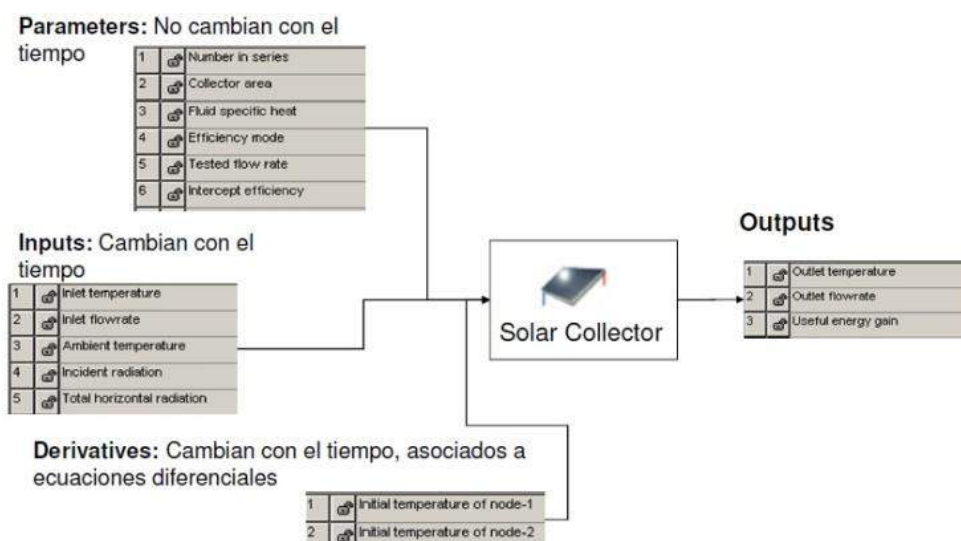 Parameters: No cambian con el
tiempo
1 Number in series
2 Collector area
3 Fluid specific heat
4 Efficiency mode
5 Tested flow rate
6 Intercept efficiency
Inputs: Cambian con el
tiempo
1 Inlet temperature
2 Inlet flowrate
3 Ambient temperature
4 Incident radiation
5 Total horizontal radiation
Solar Collector
Outputs
1 Outlet temperature
2 Outlet flowrate
3 Useful energy gain
Derivatives: Cambian con el tiempo, asociados a
ecuaciones diferenciales
1 Initial temperature of node-1
2 Initial temperature of node-2